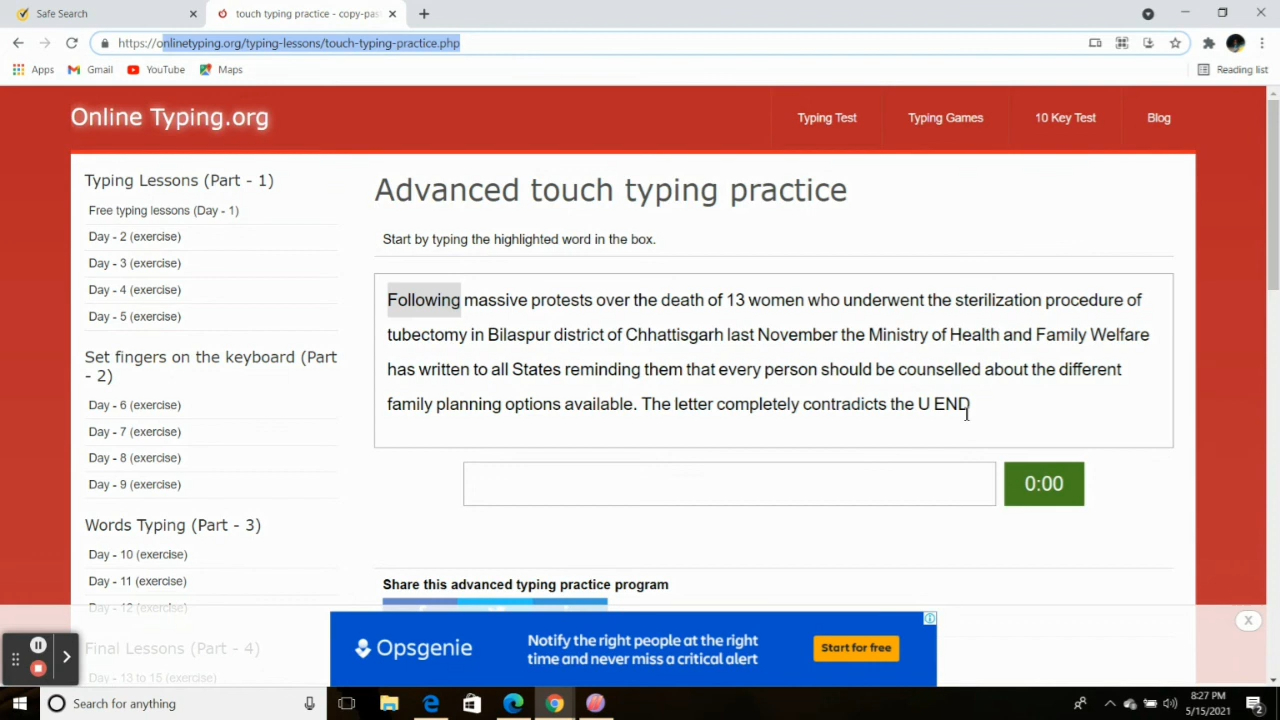 Safe Search
touch typing practice - copy-pas
https://onlinetyping.org/typing-lessons/touch-typing-practice.php
Apps
Gmail
YouTube
Maps
Reading list
Online Typing.org
Typing Test
Typing Games
10 Key Test
Blog
Typing Lessons (Part - 1)
Free typing lessons (Day - 1)
Day - 2 (exercise)
Day - 3 (exercise)
Day - 4 (exercise)
Day - 5 (exercise)
Set fingers on the keyboard (Part
- 2)
Day - 6 (exercise)
Day - 7 (exercise)
Day - 8 (exercise)
Day - 9 (exercise)
Words Typing (Part - 3)
Day - 10 (exercise)
Day - 11 (exercise)
Day - 12 (exercise)
Final Lessons (Part - 4)
Day - 13 to 15 (exercise)
Advanced touch typing practice
Start by typing the highlighted word in the box.
Following massive protests over the death of 13 women who underwent the sterilization procedure of
tubectomy in Bilaspur district of Chhattisgarh last November the Ministry of Health and Family Welfare
has written to all States reminding them that every person should be counselled about the different
family planning options available. The letter completely contradicts the U END
0:00
Share this advanced typing practice program
Opsgenie
Notify the right people at the right
time and never miss a critical alert
Start for free
X
Search for anything
8:27 PM
5/15/2021
2